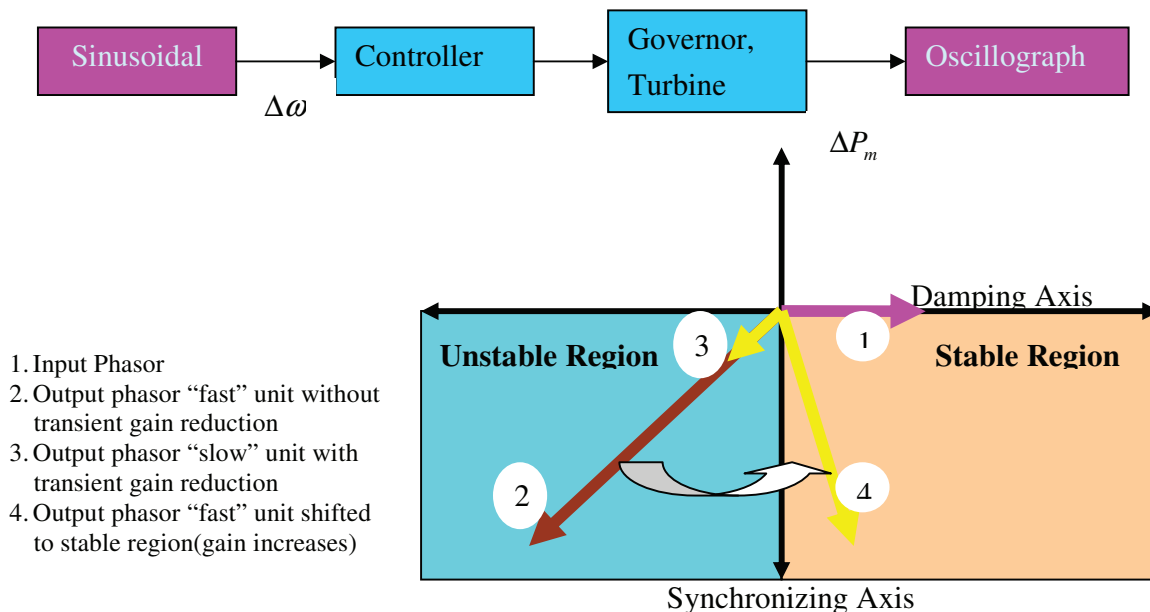 Sinusoidal
Controller
Governor,
Turbine
Oscillograph
Δω
ΔPm
Damping Axis
Unstable Region
3
1
Stable Region
1. Input Phasor
2. Output phasor “fast” unit without
transient gain reduction
3. Output phasor “slow” unit with
transient gain reduction
4. Output phasor “fast” unit shifted
to stable region(gain increases)
2
4
Synchronizing Axis